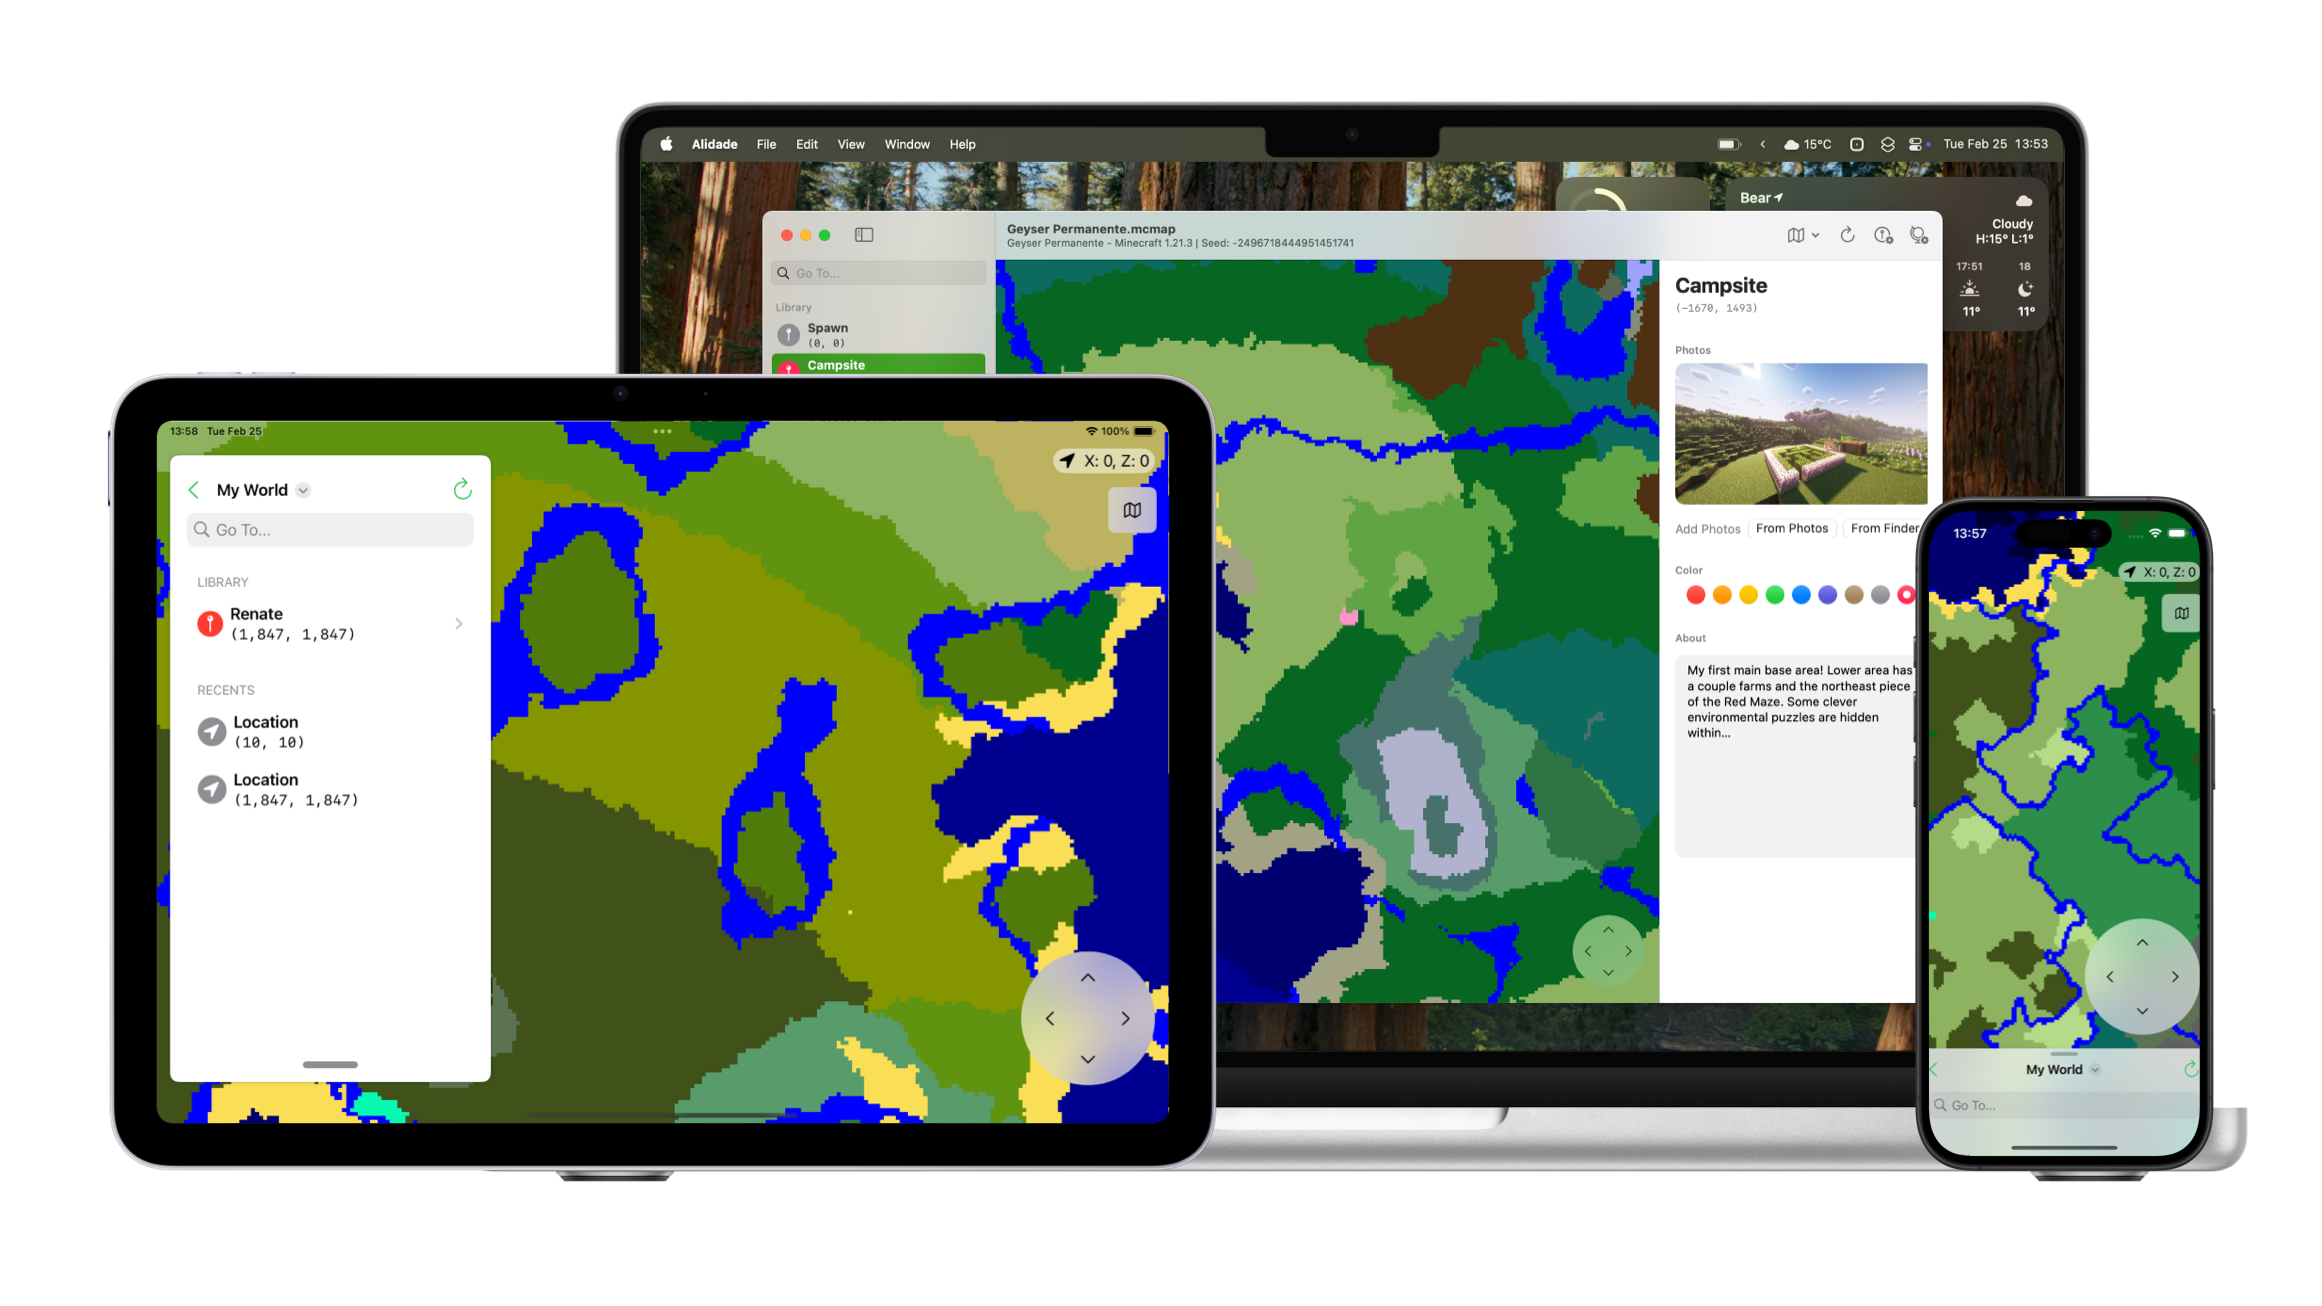 Alidade File Edit View Window Help
15°C Tue Feb 25 13:53
Bear
Cloudy
H:15° L:1°
17:51 18
11° 11°
Geyser Permanente.mcmap
Geyser Permanente - Minecraft 1.21.3 | Seed: -2496718444951451741
Go To...
Library
Spawn
(0, 0)
Campsite
Campsite
(-1670, 1493)
Photos
Add Photos From Photos From Finder
Color
About
My first main base area! Lower area has
a couple farms and the northeast piece
of the Red Maze. Some clever
environmental puzzles are hidden
within...
13:58 Tue Feb 25
100%
X: 0, Z: 0
My World
Go To...
LIBRARY
Renate
(1,847, 1,847)
RECENTS
Location
(10, 10)
Location
(1,847, 1,847)
13:57
X: 0, Z: 0
My World
Go To...